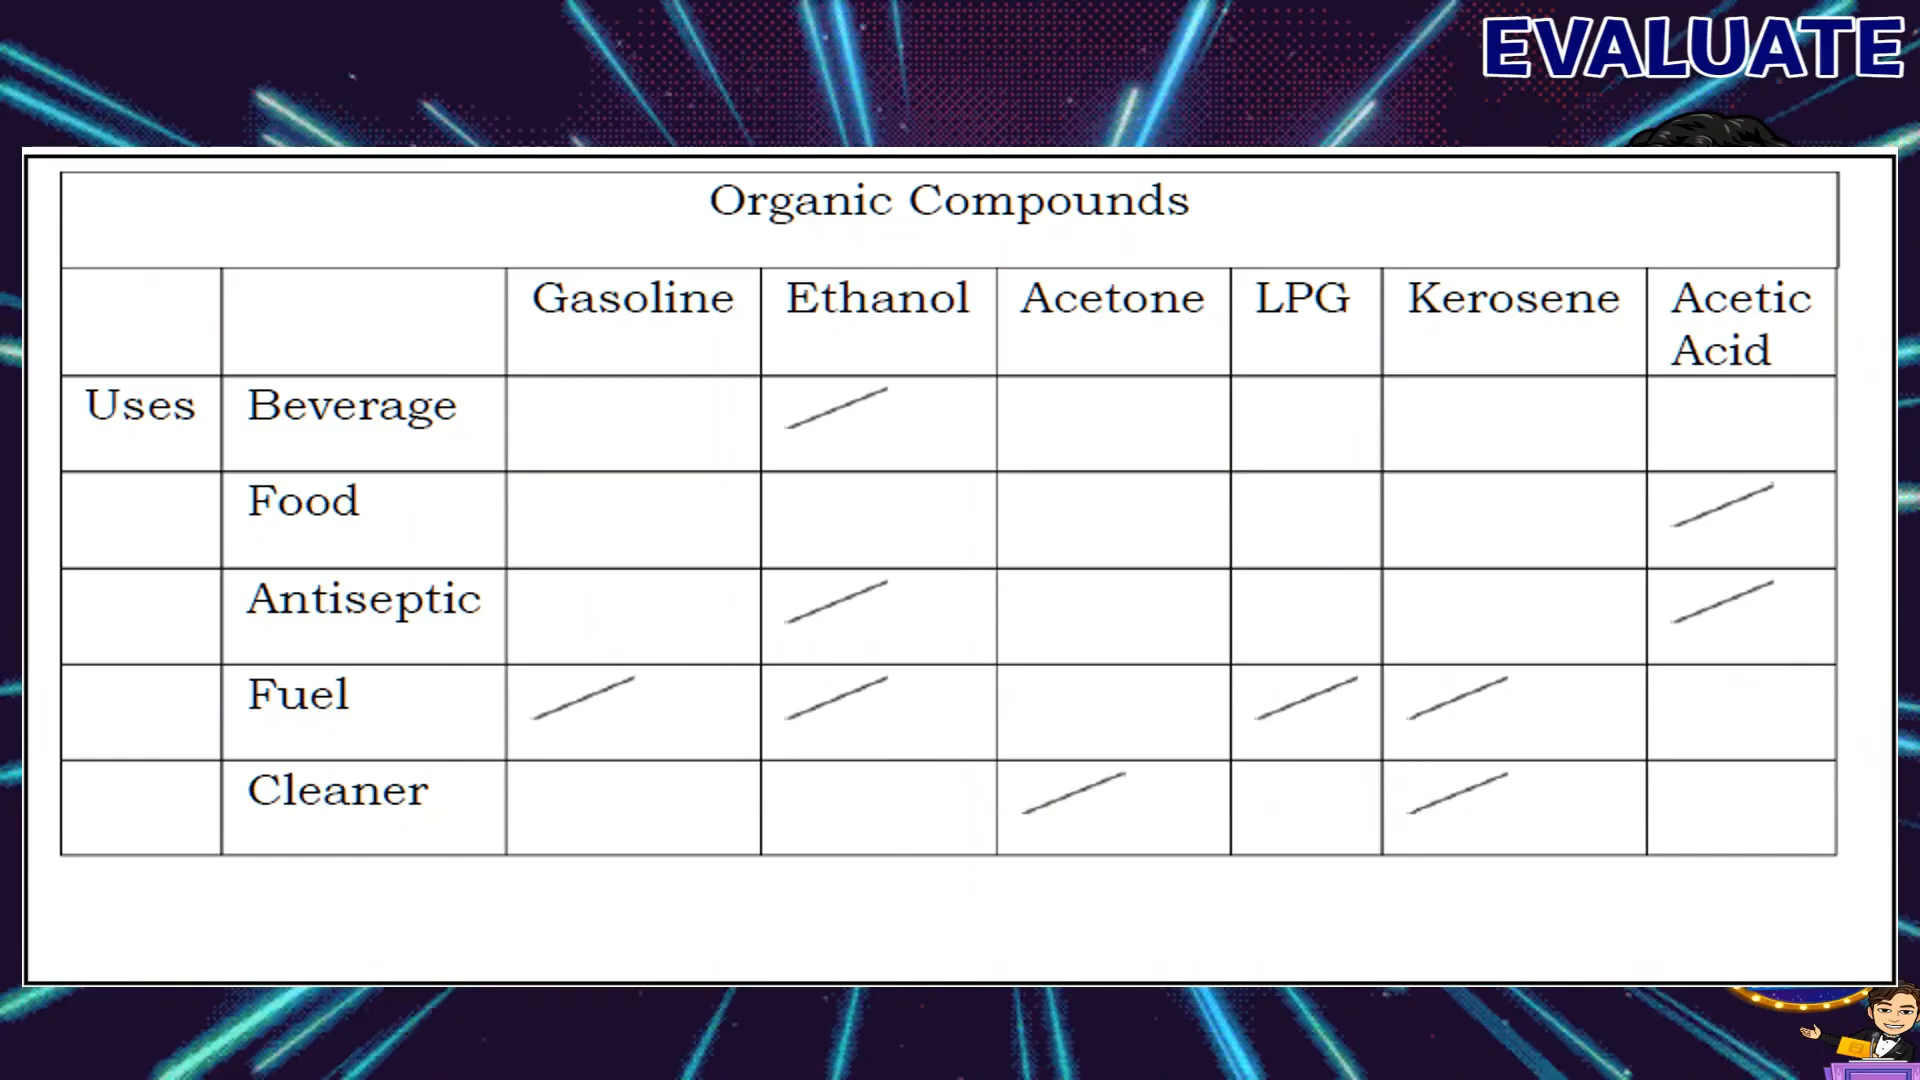 EVALUATE
Organic Compounds
Gasoline Ethanol Acetone LPG Kerosene Acetic Acid
Uses Beverage /
Food /
Antiseptic / /
Fuel / / / /
Cleaner / /